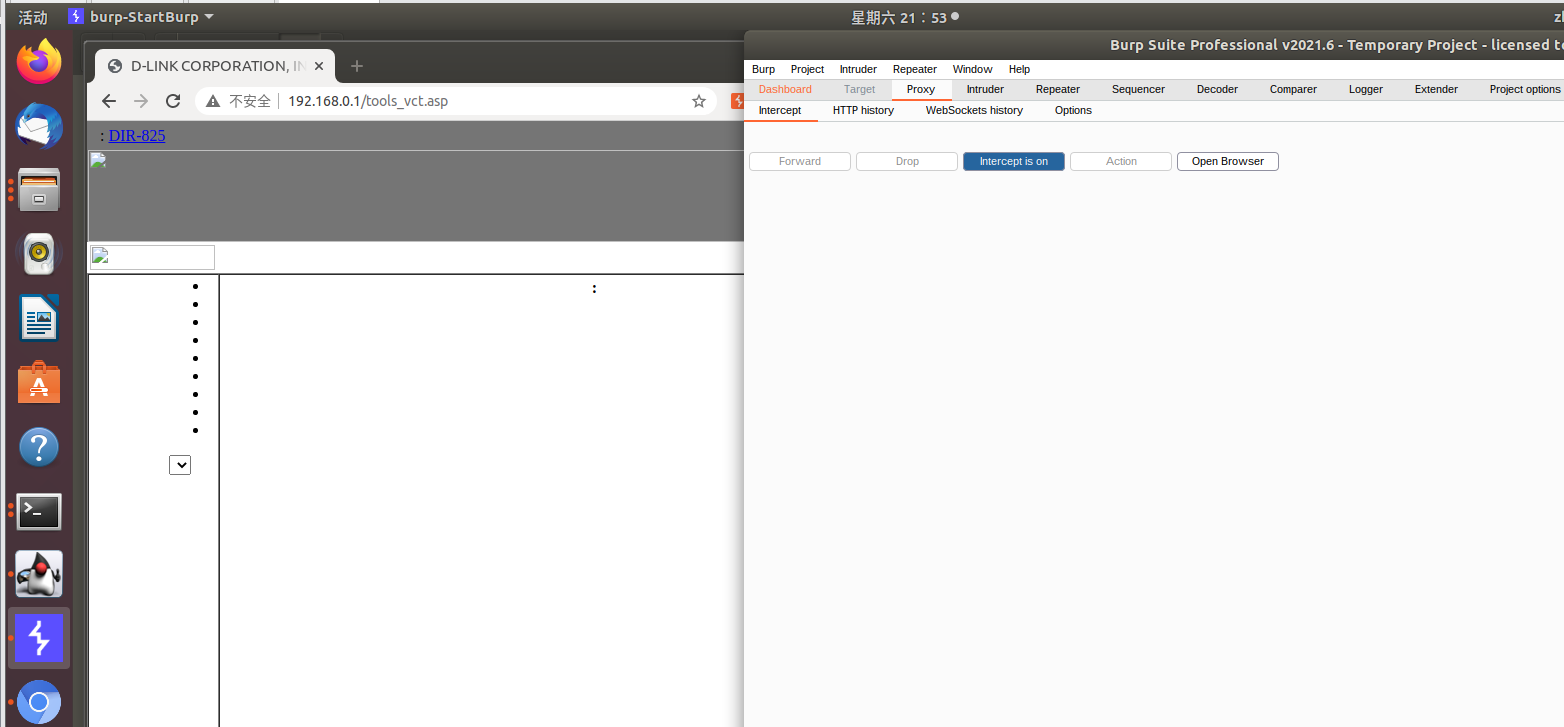 活动 burp-StartBurp 星期六 21：53
D-LINK CORPORATION, IN
不安全 192.168.0.1/tools_vct.asp
: DIR-825
:
Burp Suite Professional v2021.6 - Temporary Project - licensed to
Burp Project Intruder Repeater Window Help
Dashboard Target Proxy Intruder Repeater Sequencer Decoder Comparer Logger Extender Project options
Intercept HTTP history WebSockets history Options
Forward Drop Intercept is on Action Open Browser